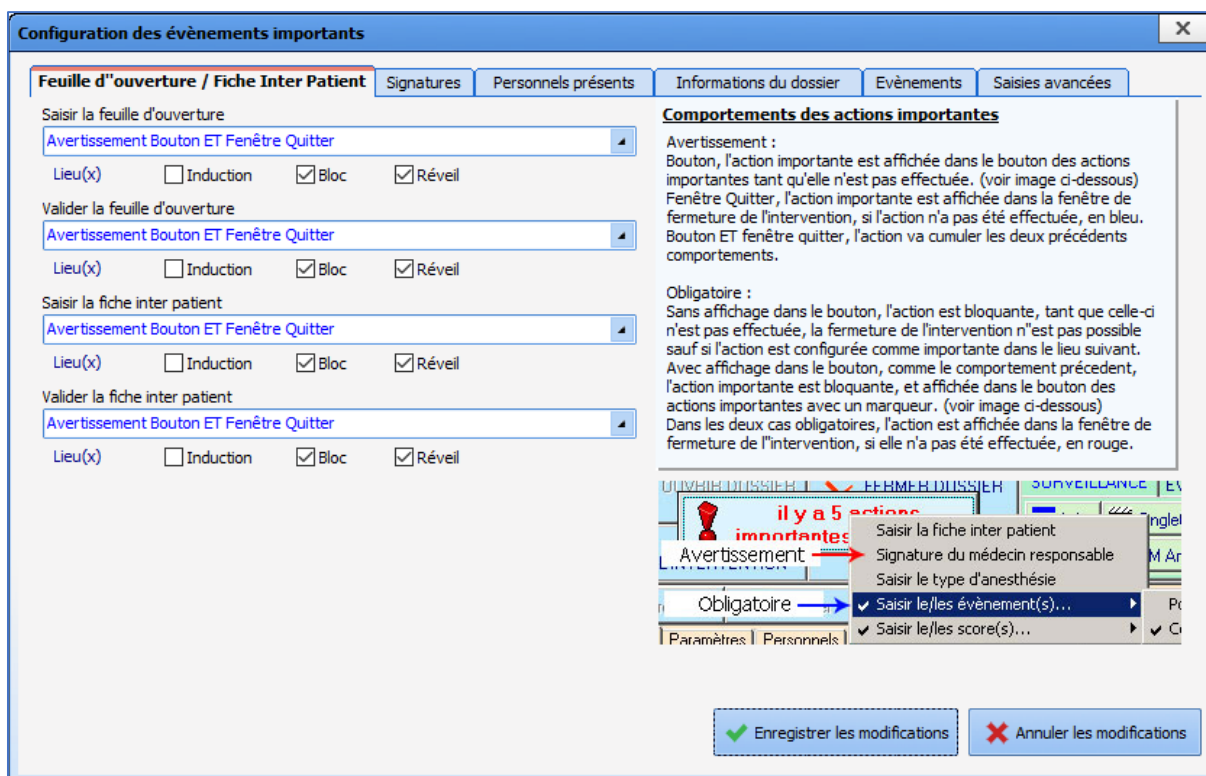 Configuration des évènements importants
Feuille d''ouverture / Fiche Inter Patient
Signatures
Personnels présents
Informations du dossier
Evènements
Saisies avancées
Saisir la feuille d'ouverture
Avertissement Bouton ET Fenêtre Quitter
Lieu(x) Induction Bloc Réveil
Valider la feuille d'ouverture
Avertissement Bouton ET Fenêtre Quitter
Lieu(x) Induction Bloc Réveil
Saisir la fiche inter patient
Avertissement Bouton ET Fenêtre Quitter
Lieu(x) Induction Bloc Réveil
Valider la fiche inter patient
Avertissement Bouton ET Fenêtre Quitter
Lieu(x) Induction Bloc Réveil
Comportements des actions importantes
Avertissement :
Bouton, l'action importante est affichée dans le bouton des actions
importantes tant qu'elle n'est pas effectuée. (voir image ci-dessous)
Fenêtre Quitter, l'action importante est affichée dans la fenêtre de
fermeture de l'intervention, si l'action n'a pas été effectuée, en bleu.
Bouton ET fenêtre quitter, l'action va cumuler les deux précédents
comportements.
Obligatoire :
Sans affichage dans le bouton, l'action est bloquante, tant que celle-ci
n'est pas effectuée, la fermeture de l'intervention n''est pas possible
sauf si l'action est configurée comme importante dans le lieu suivant.
Avec affichage dans le bouton, comme le comportement précedent,
l'action importante est bloquante, et affichée dans le bouton des
actions importantes avec un marqueur. (voir image ci-dessous)
Dans les deux cas obligatoires, l'action est affichée dans la fenêtre de
fermeture de l''intervention, si elle n'a pas été effectuée, en rouge.
OUVRIR DOSSIER
FERMER DOSSIER
SURVEILLANCE
il y a 5 actions
importantes
Avertissement
Obligatoire
Saisir la fiche inter patient
Signature du médecin responsable
Saisir le type d'anesthésie
Saisir le/les évènement(s)...
Saisir le/les score(s)...
Paramètres
Personnels
Enregistrer les modifications
Annuler les modifications